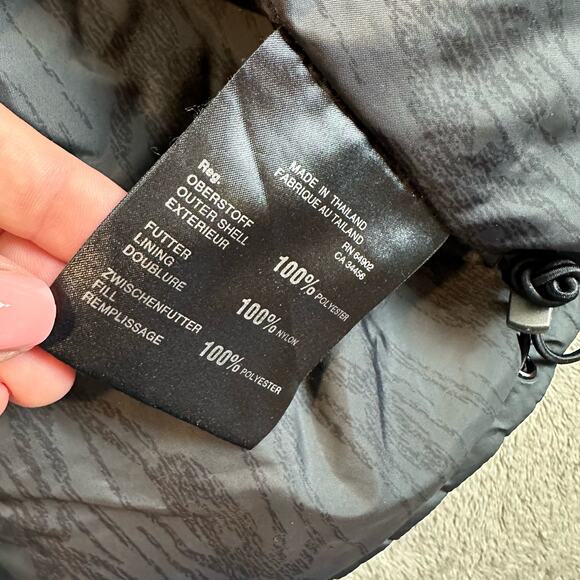 MADE IN THAILAND
FABRIQUE AU TAILAND
RN 64902
CA 34456
Reg.
OBERSTOFF
OUTER SHELL
EXTERIEUR
100% POLYESTER
FUTTER
LINING
DOUBLURE
100% NYLON
ZWISCHENFUTTER
FILL
REMPLISSAGE
100% POLYESTER